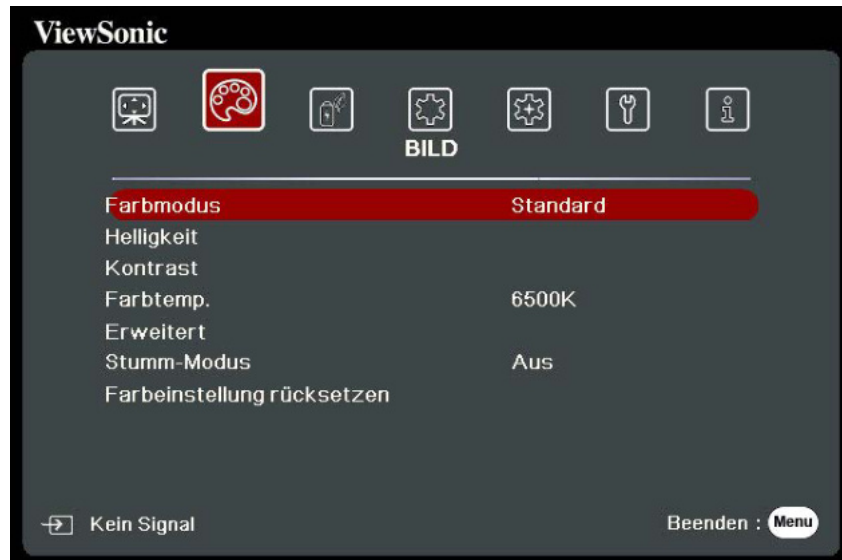 ViewSonic
BILD
Farbmodus Standard
Helligkeit
Kontrast
Farbtemp. 6500K
Erweitert
Stumm-Modus Aus
Farbeinstellung rücksetzen
Kein Signal Beenden : Menu